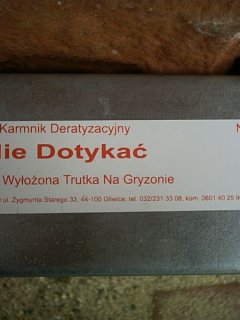 Karmnik Deratyzacyjny N
Nie Dotykać
Wyłożona Trutka Na Gryzonie
ul. Zygmunta Starego 33, 44-100 Gliwice, tel. 032/231 33 08, kom. 0601 40 25 9